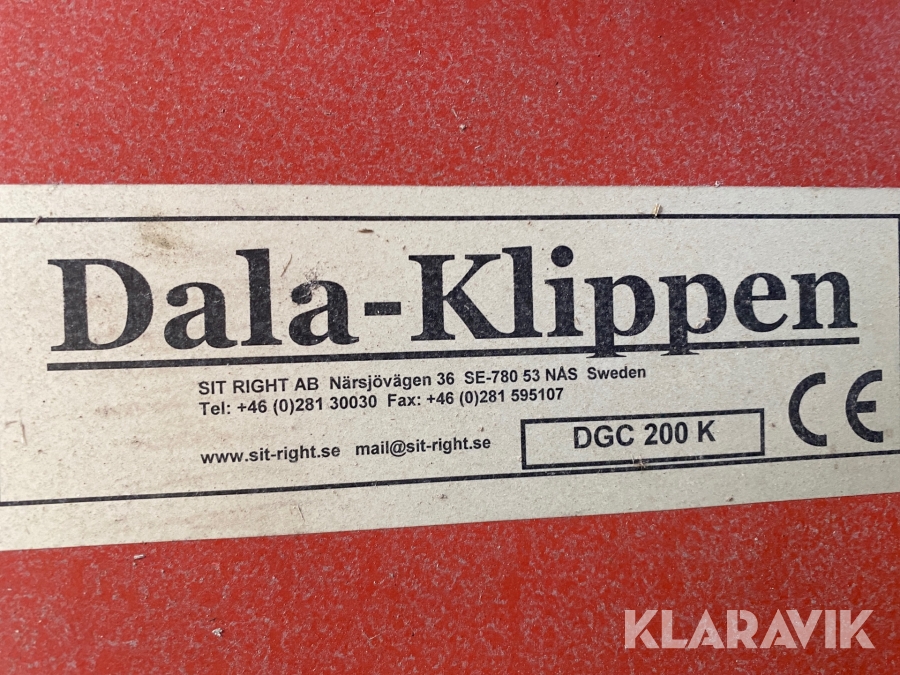 Dala-Klippen
SIT RIGHT AB Närsjövägen 36 SE-780 53 NÅS Sweden
Tel: +46 (0)281 30030 Fax: +46 (0)281 595107
www.sit-right.se mail@sit-right.se
DGC 200 K
CE
KLARAVIK